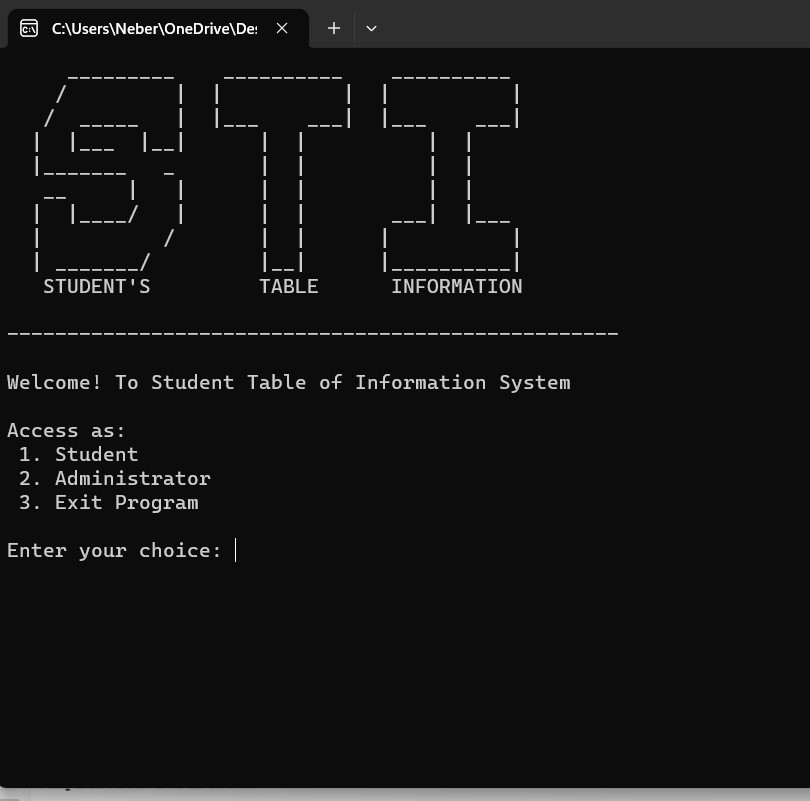 C:\Users\Neber\OneDrive\De
STUDENT'S TABLE INFORMATION
Welcome! To Student Table of Information System
Access as:
1. Student
2. Administrator
3. Exit Program
Enter your choice: